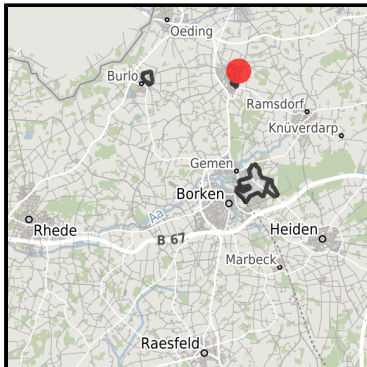 Oeding
Burlo
Ramsdorf
Knüverdarp
Gemen
Borken
Aa
Rhede
B 67
Heiden
Marbeck
Raesfeld